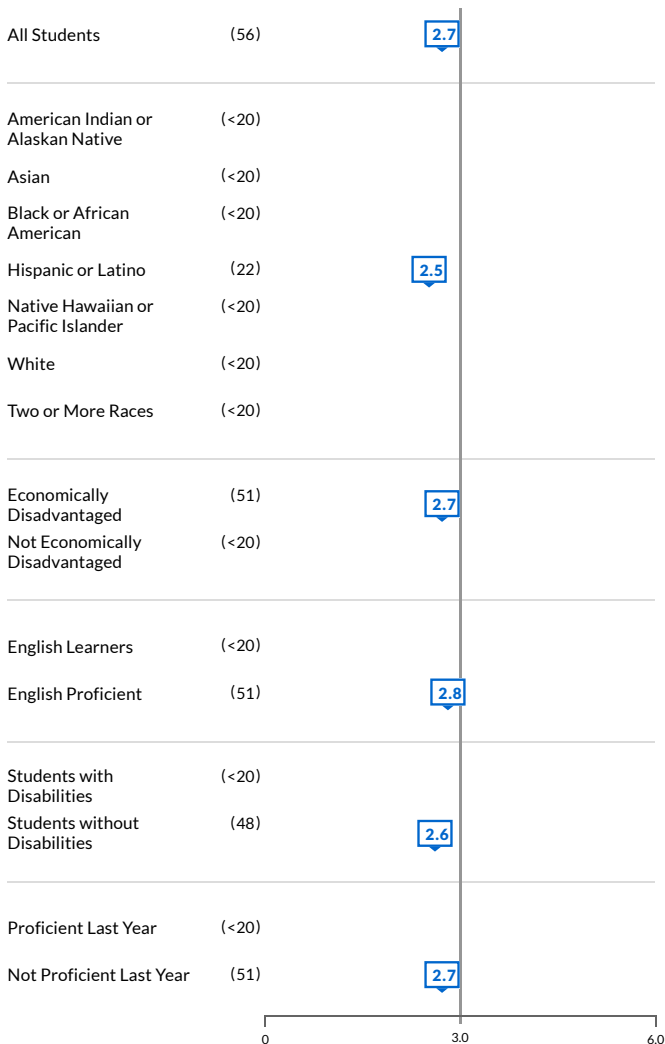 All Students (56) 2.7
American Indian or (<20)
Alaskan Native
Asian (<20)
Black or African (<20)
American
Hispanic or Latino (22) 2.5
Native Hawaiian or (<20)
Pacific Islander
White (<20)
Two or More Races (<20)
Economically (51) 2.7
Disadvantaged
Not Economically (<20)
Disadvantaged
English Learners (<20)
English Proficient (51) 2.8
Students with (<20)
Disabilities
Students without (48) 2.6
Disabilities
Proficient Last Year (<20)
Not Proficient Last Year (51) 2.7
0 3.0 6.0